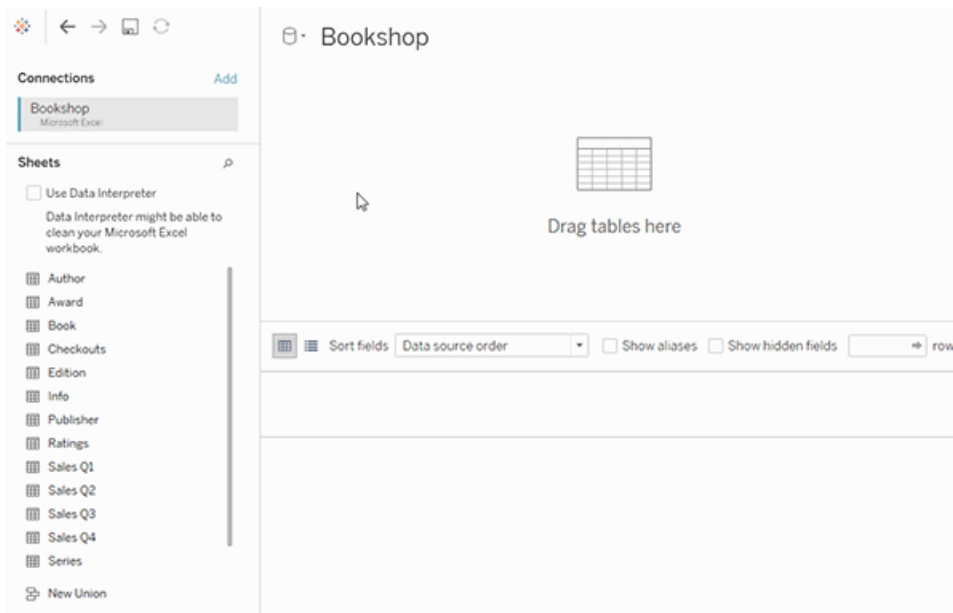 Bookshop
Connections Add
Bookshop
Microsoft Excel
Sheets
Use Data Interpreter
Data Interpreter might be able to
clean your Microsoft Excel
workbook.
Author
Award
Book
Checkouts
Edition
Info
Publisher
Ratings
Sales Q1
Sales Q2
Sales Q3
Sales Q4
Series
New Union
Drag tables here
Sort fields Data source order Show aliases Show hidden fields row